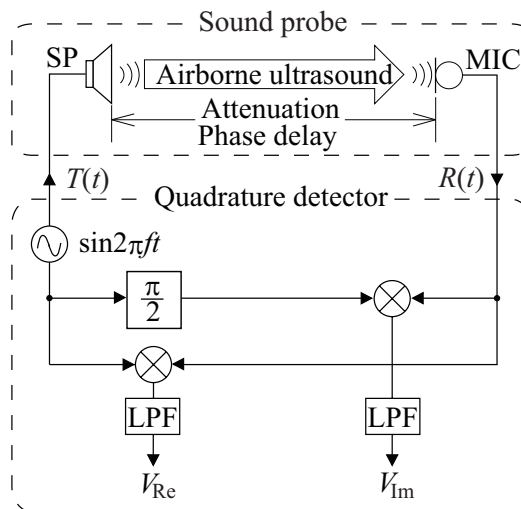 Sound probe
SP
MIC
Airborne ultrasound
Attenuation
Phase delay
T(t)
R(t)
Quadrature detector
sin2πft
π
2
LPF
LPF
V_Re
V_Im